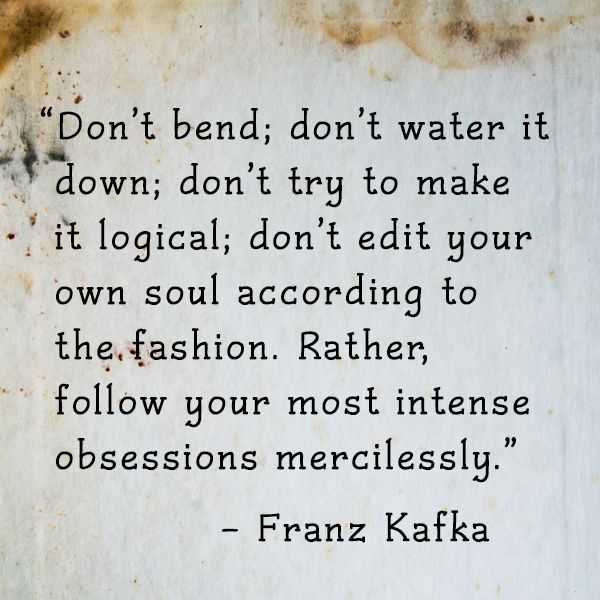 “Don’t bend; don’t water it
down; don’t try to make
it logical; don’t edit your
own soul according to
the fashion. Rather,
follow your most intense
obsessions mercilessly.”
– Franz Kafka